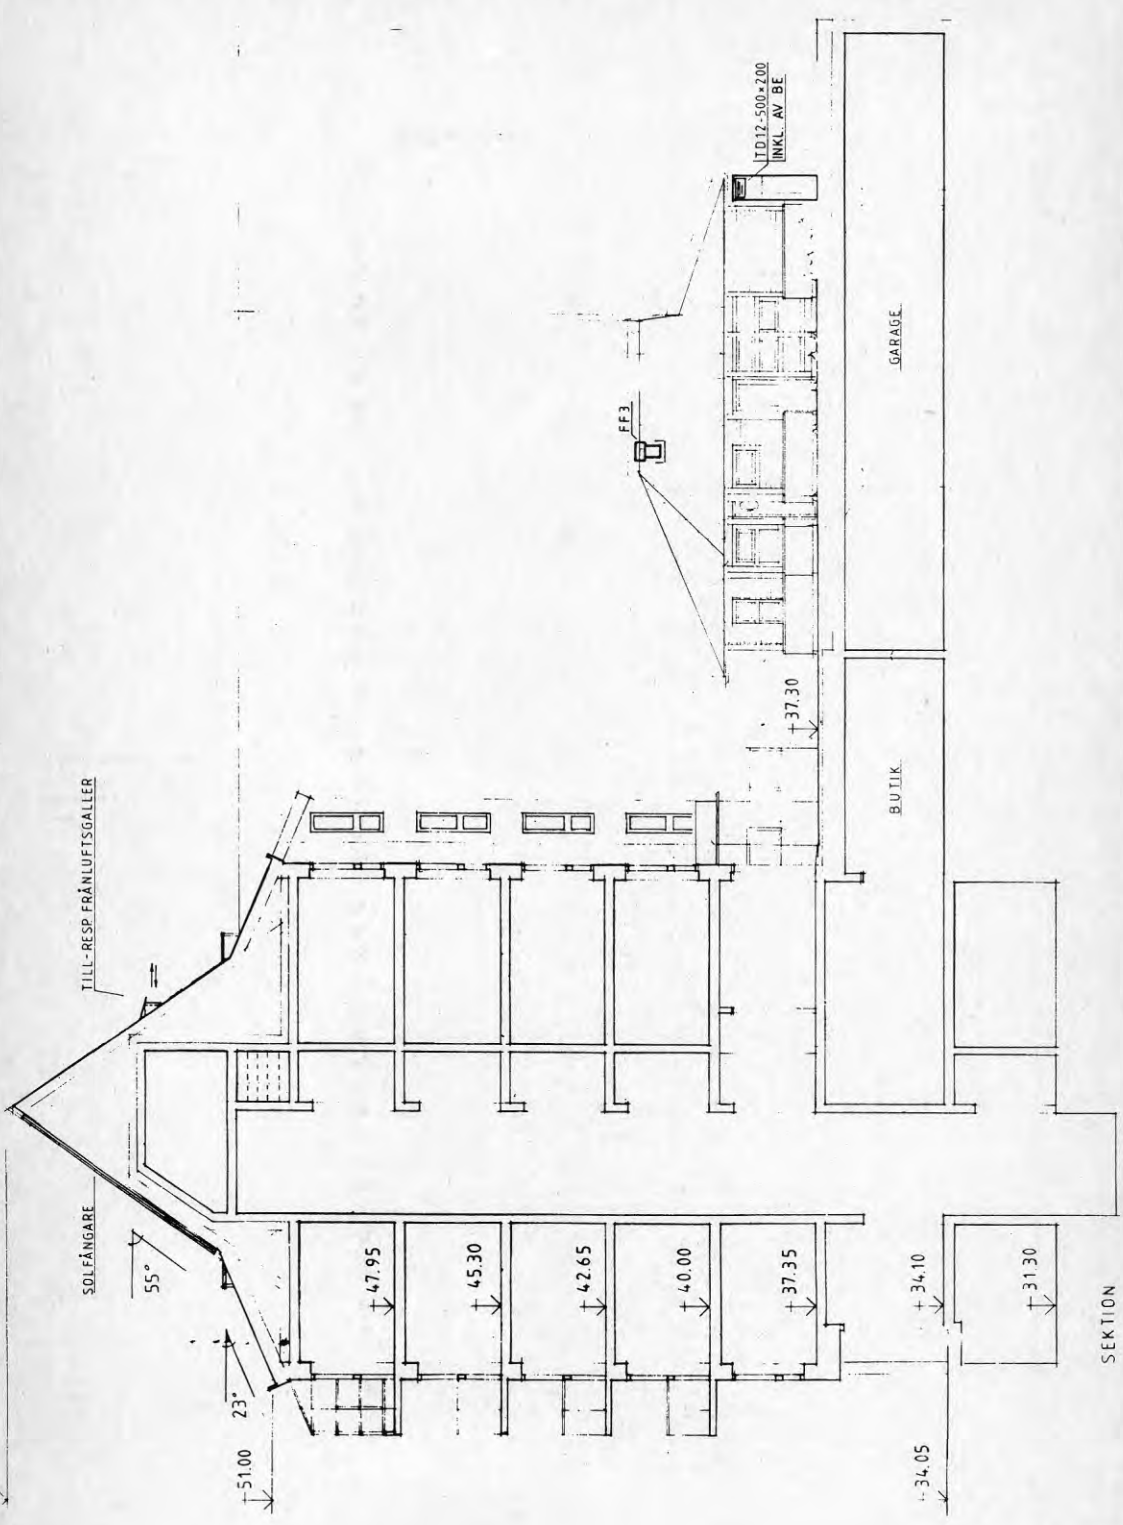 TILL-RESP FRÅNLUFTSGALLER
SOLFÅNGARE
55°
23°
+51.00
+47.95
+45.30
+42.65
+40.00
+37.35
+34.10
+31.30
+34.05
+37.30
FF3
TD12-500×200
INKL. AV BE
GARAGE
BUTIK
SEKTION